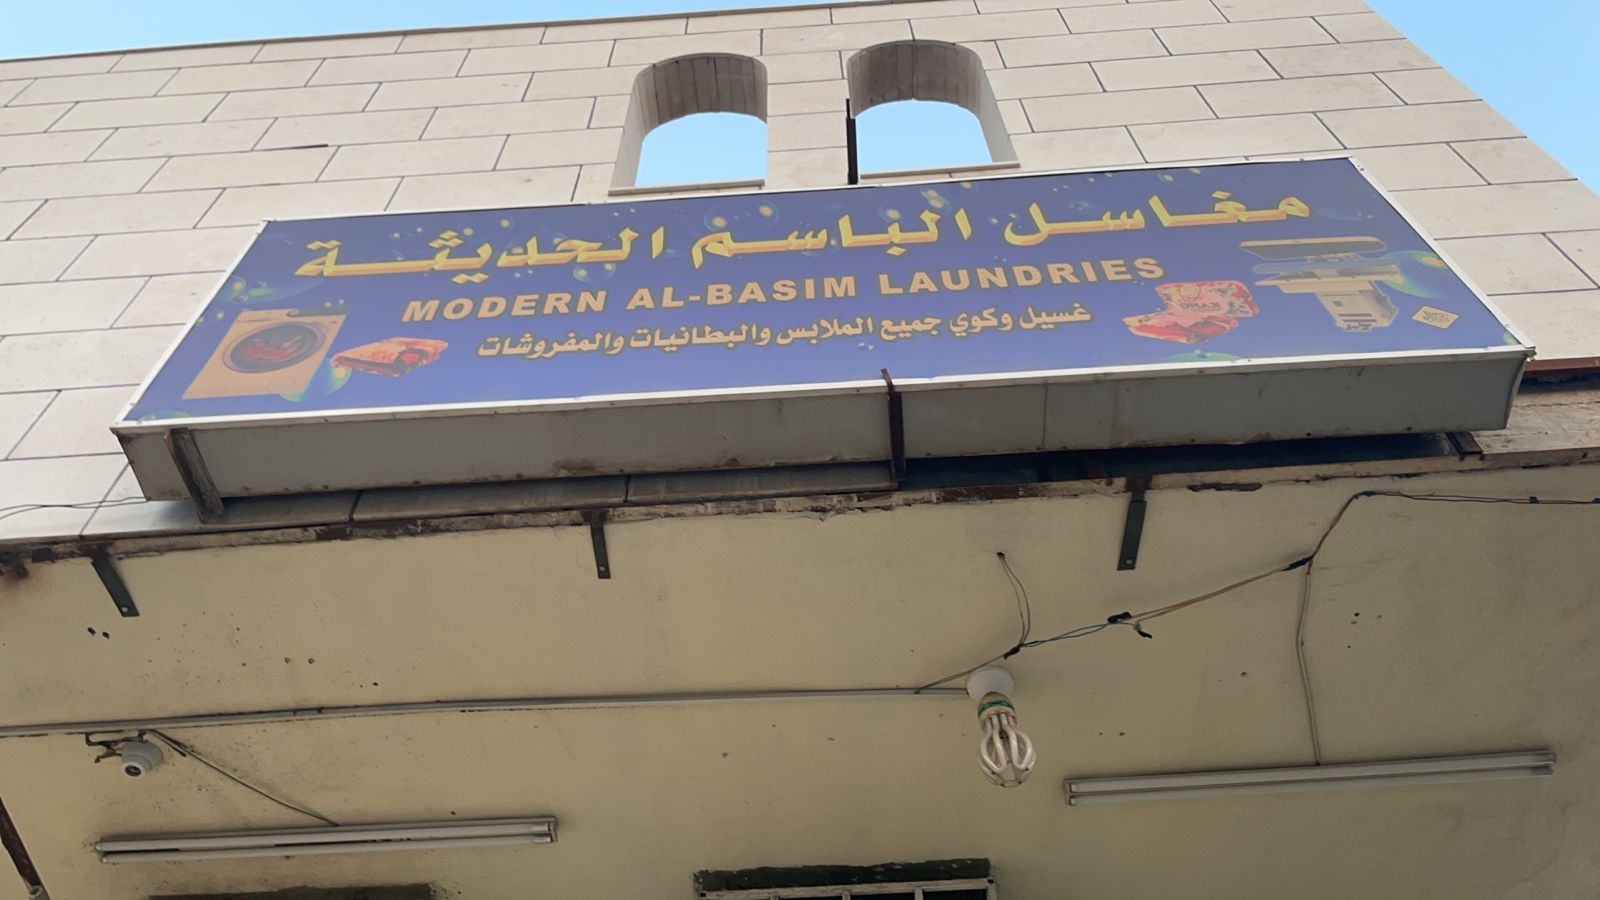 مغاسل الباسم الحديثة
MODERN AL-BASIM LAUNDRIES
غسيل وكوي جميع الملابس والبطانيات والمفروشات